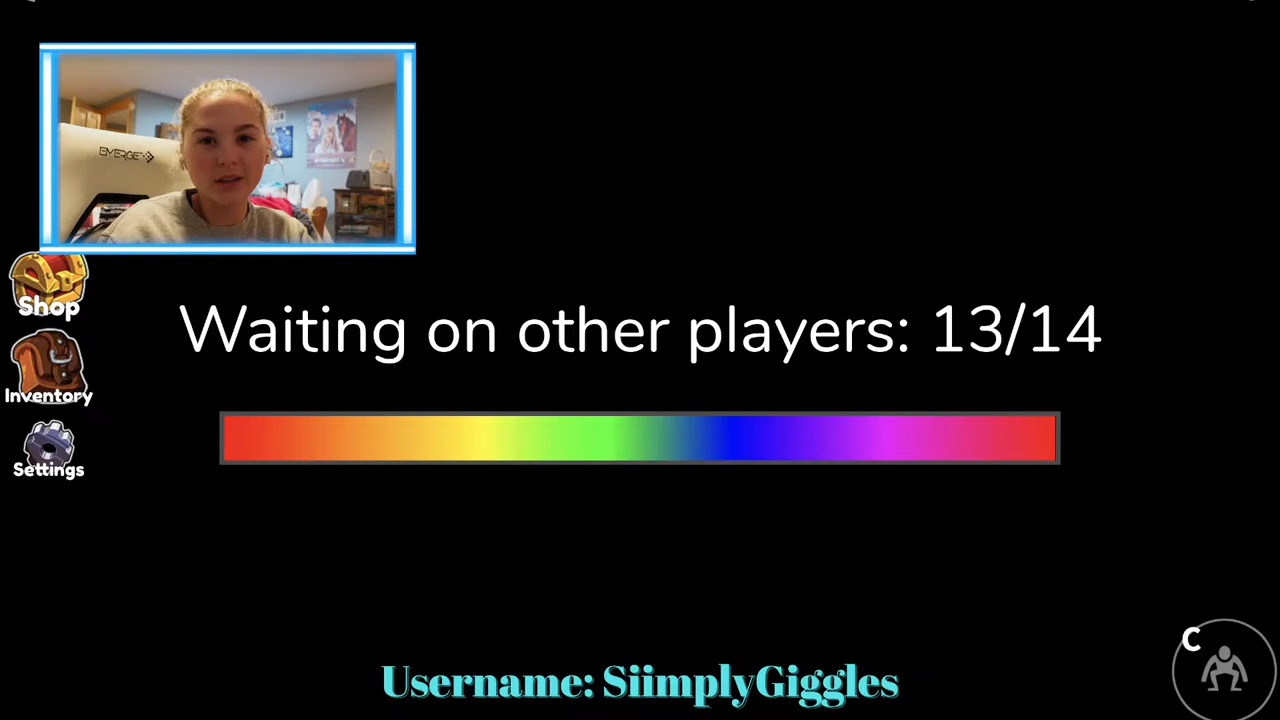 EMERGE
Shop
Waiting on other players: 13/14
Inventory
Settings
C
Username: SiimplyGiggles